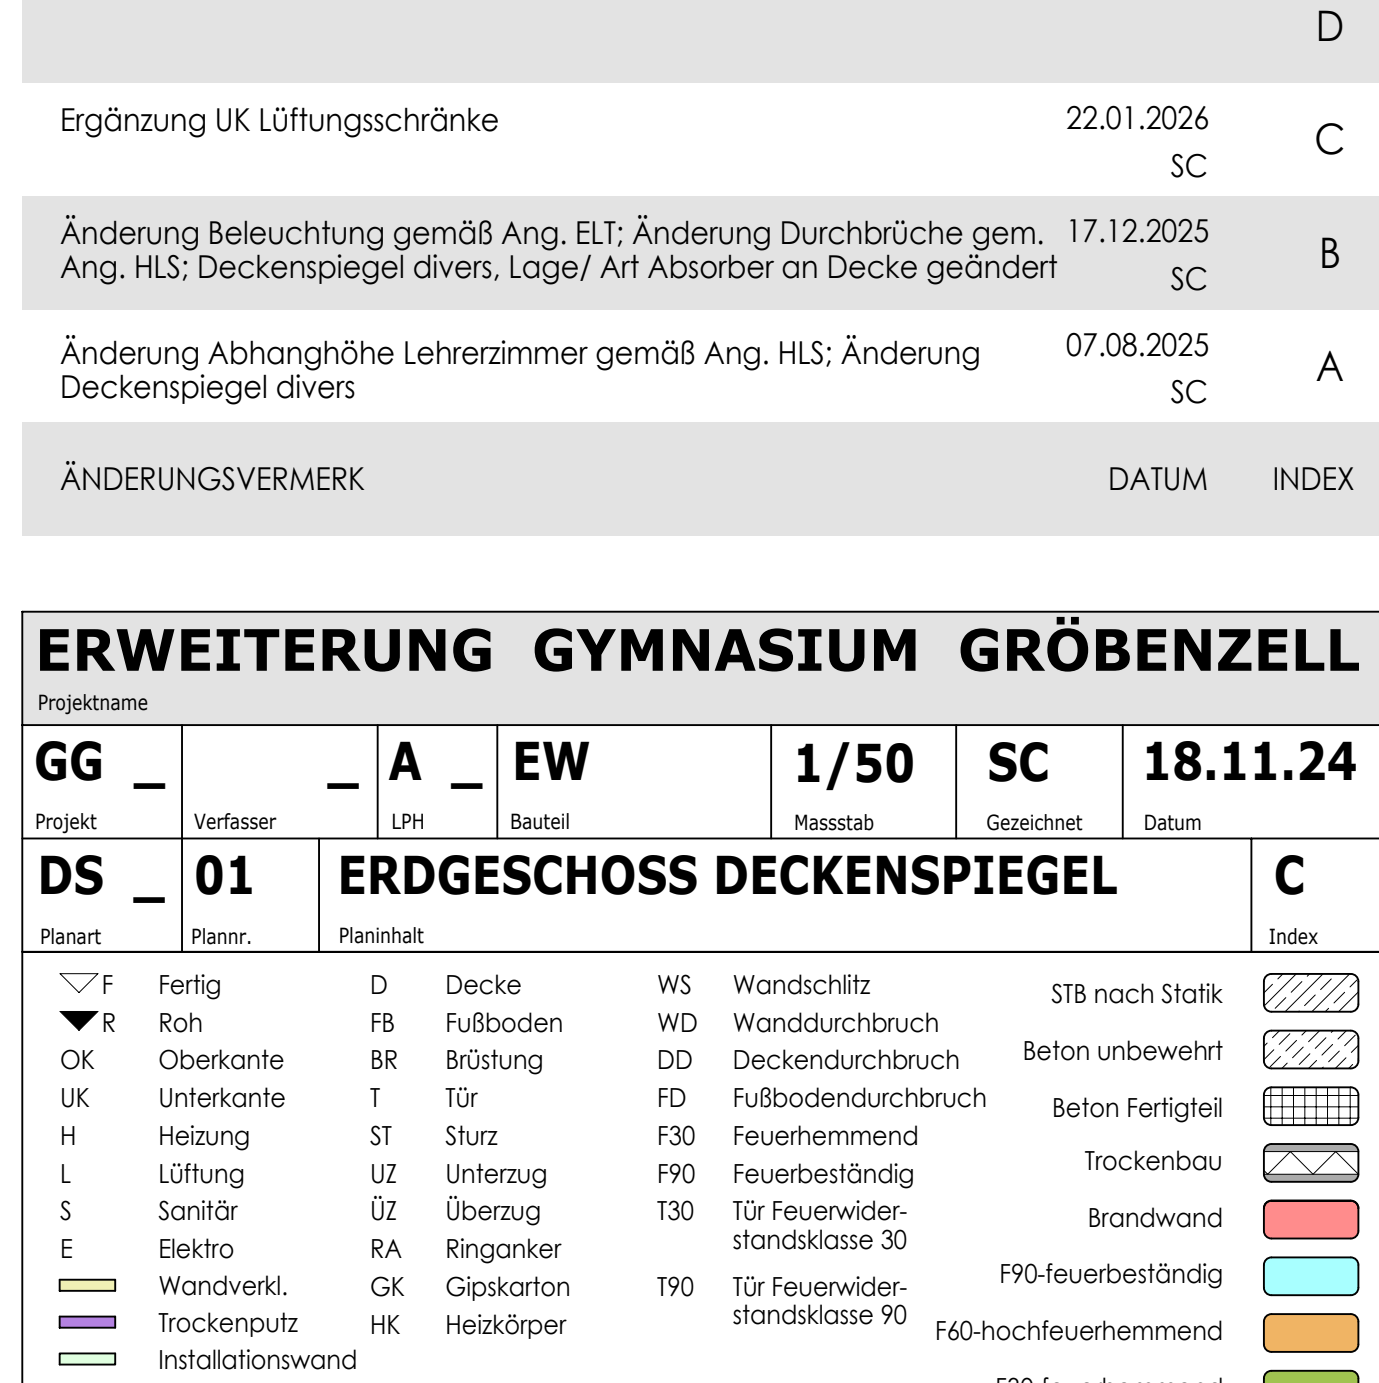 D
Ergänzung UK Lüftungsschränke 22.01.2026 C
SC
Änderung Beleuchtung gemäß Ang. ELT; Änderung Durchbrüche gem. 17.12.2025 B
Ang. HLS; Deckenspiegel divers, Lage/ Art Absorber an Decke geändert SC
Änderung Abhanghöhe Lehrerzimmer gemäß Ang. HLS; Änderung 07.08.2025 A
Deckenspiegel divers SC
ÄNDERUNGSVERMERK DATUM INDEX
ERWEITERUNG GYMNASIUM GRÖBENZELL
Projektname
GG _ _ A _ EW 1/50 SC 18.11.24
Projekt Verfasser LPH Bauteil Massstab Gezeichnet Datum
DS _ 01 ERDGESCHOSS DECKENSPIEGEL C
Planart Plannr. Planinhalt Index
F Fertig D Decke WS Wandschlitz STB nach Statik
R Roh FB Fußboden WD Wanddurchbruch
OK Oberkante BR Brüstung DD Deckendurchbruch Beton unbewehrt
UK Unterkante T Tür FD Fußbodendurchbruch Beton Fertigteil
H Heizung ST Sturz F30 Feuerhemmend
L Lüftung UZ Unterzug F90 Feuerbeständig Trockenbau
S Sanitär ÜZ Überzug T30 Tür Feuerwider- Brandwand
standsklasse 30
E Elektro RA Ringanker
Wandverkl. GK Gipskarton T90 Tür Feuerwider- F90-feuerbeständig
standsklasse 90
Trockenputz HK Heizkörper F60-hochfeuerhemmend
Installationswand